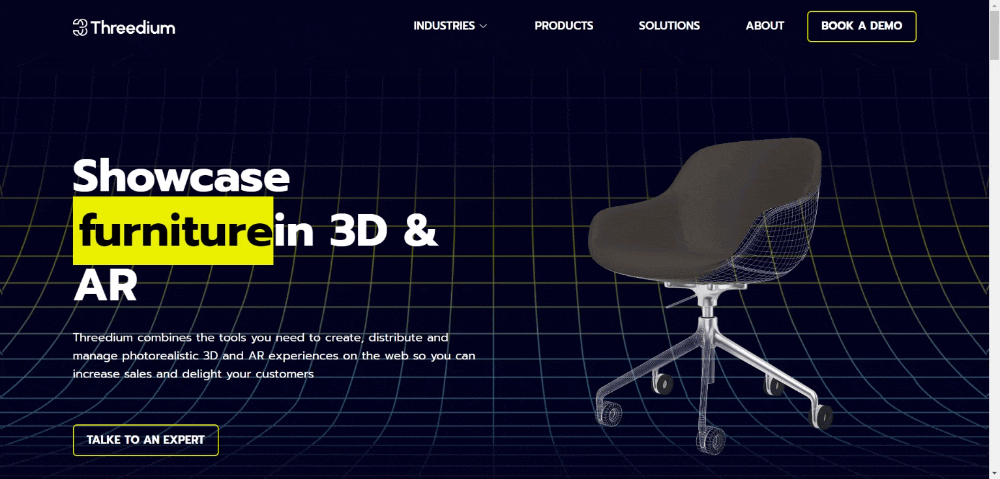 Threedium
INDUSTRIES
PRODUCTS
SOLUTIONS
ABOUT
BOOK A DEMO
Showcase
furniture in 3D &
AR
Threedium combines the tools you need to create, distribute and
manage photorealistic 3D and AR experiences on the web so you can
increase sales and delight your customers
TALKE TO AN EXPERT